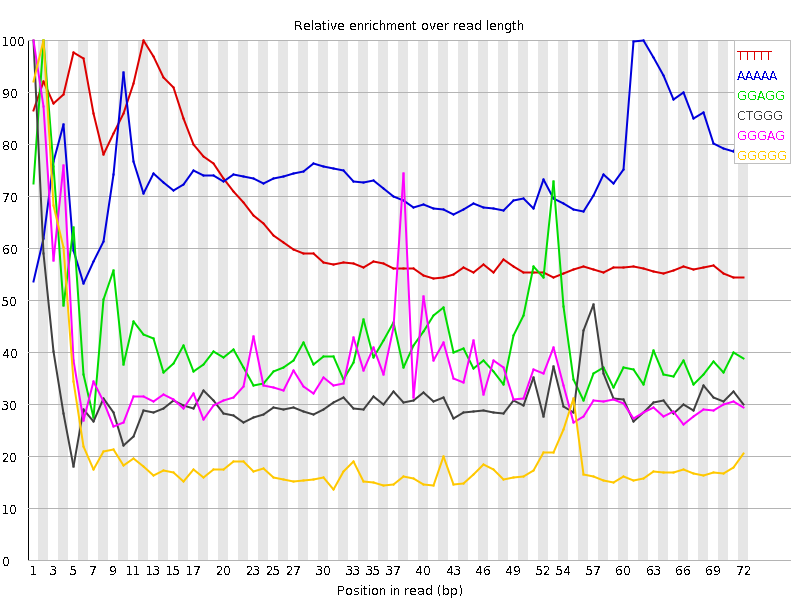 Relative enrichment over read length
100
90
80
70
60
50
40
30
20
10
0
TTTTT
AAAAA
GGAGG
CTGGG
GGGAG
GGGGG
1 3 5 7 9 11 13 15 17 20 23 25 27 30 33 35 37 40 43 46 49 52 54 57 60 63 66 69 72
Position in read (bp)